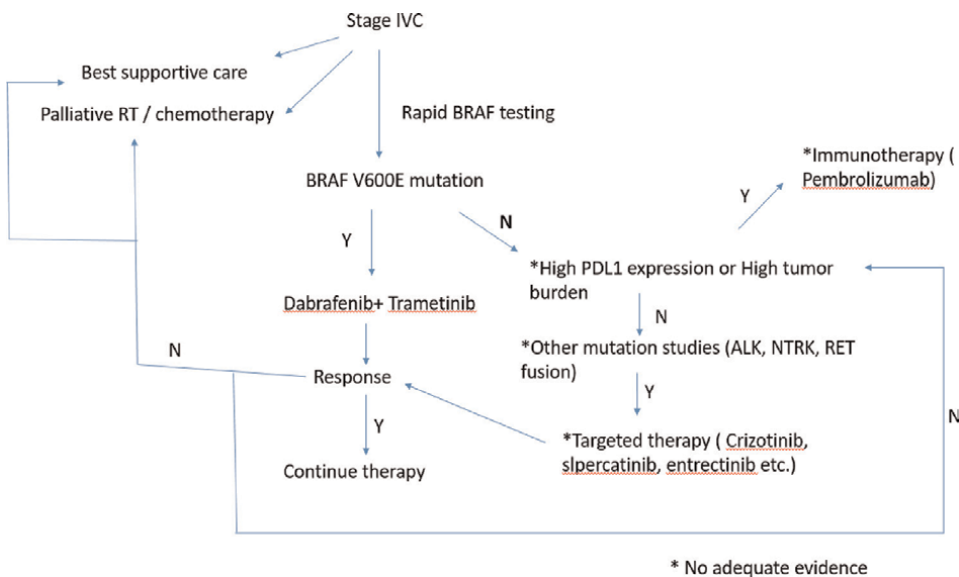 Stage IVC
Best supportive care
Palliative RT / chemotherapy
Rapid BRAF testing
*Immunotherapy (
Pembrolizumab)
BRAF V600E mutation
Y
N
Y
*High PDL1 expression or High tumor
burden
Dabrafenib+ Trametinib
N
*Other mutation studies (ALK, NTRK, RET
fusion)
N
Response
Y
N
Y
*Targeted therapy ( Crizotinib,
slpercatinib, entrectinib etc.)
Continue therapy
* No adequate evidence